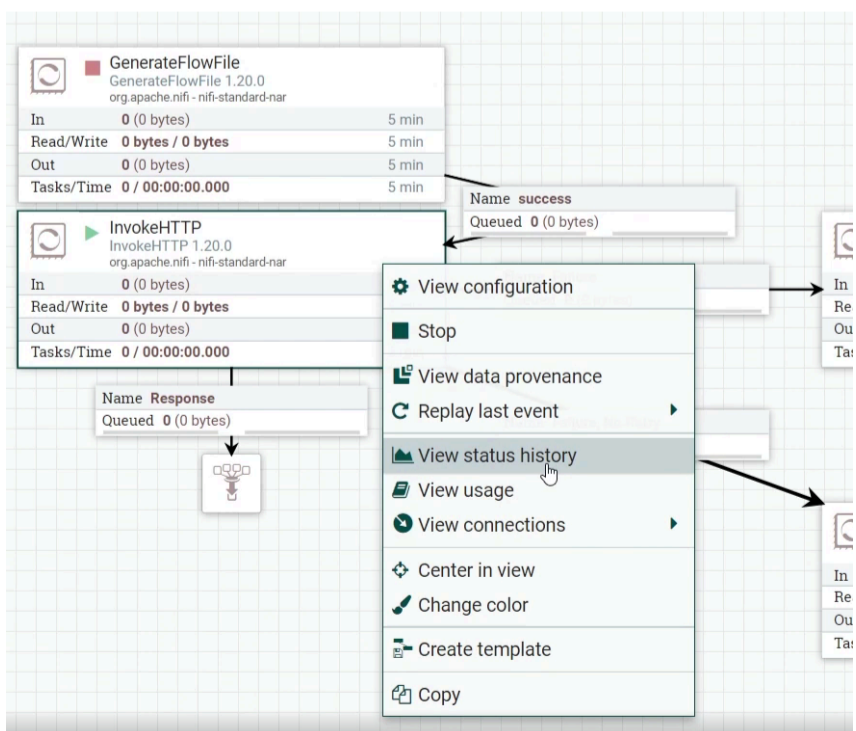 GenerateFlowFile
GenerateFlowFile 1.20.0
org.apache.nifi - nifi-standard-nar
In 0 (0 bytes) 5 min
Read/Write 0 bytes / 0 bytes 5 min
Out 0 (0 bytes) 5 min
Tasks/Time 0 / 00:00:00.000 5 min
Name success
Queued 0 (0 bytes)
InvokeHTTP
InvokeHTTP 1.20.0
org.apache.nifi - nifi-standard-nar
In 0 (0 bytes)
Read/Write 0 bytes / 0 bytes
Out 0 (0 bytes)
Tasks/Time 0 / 00:00:00.000
Name Response
Queued 0 (0 bytes)
View configuration
Stop
View data provenance
Replay last event
View status history
View usage
View connections
Center in view
Change color
Create template
Copy
In
Re
Ou
Tas
In
Re
Ou
Tas